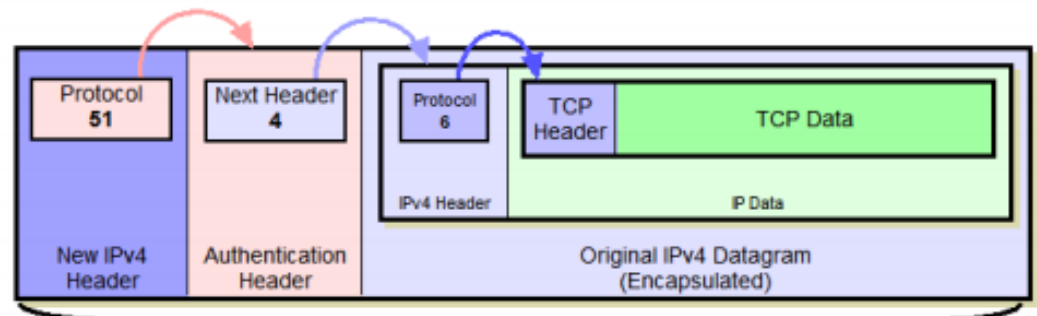 Protocol
51
Next Header
4
Protocol
6
TCP
Header
TCP Data
IPv4 Header
IP Data
New IPv4
Header
Authentication
Header
Original IPv4 Datagram
(Encapsulated)